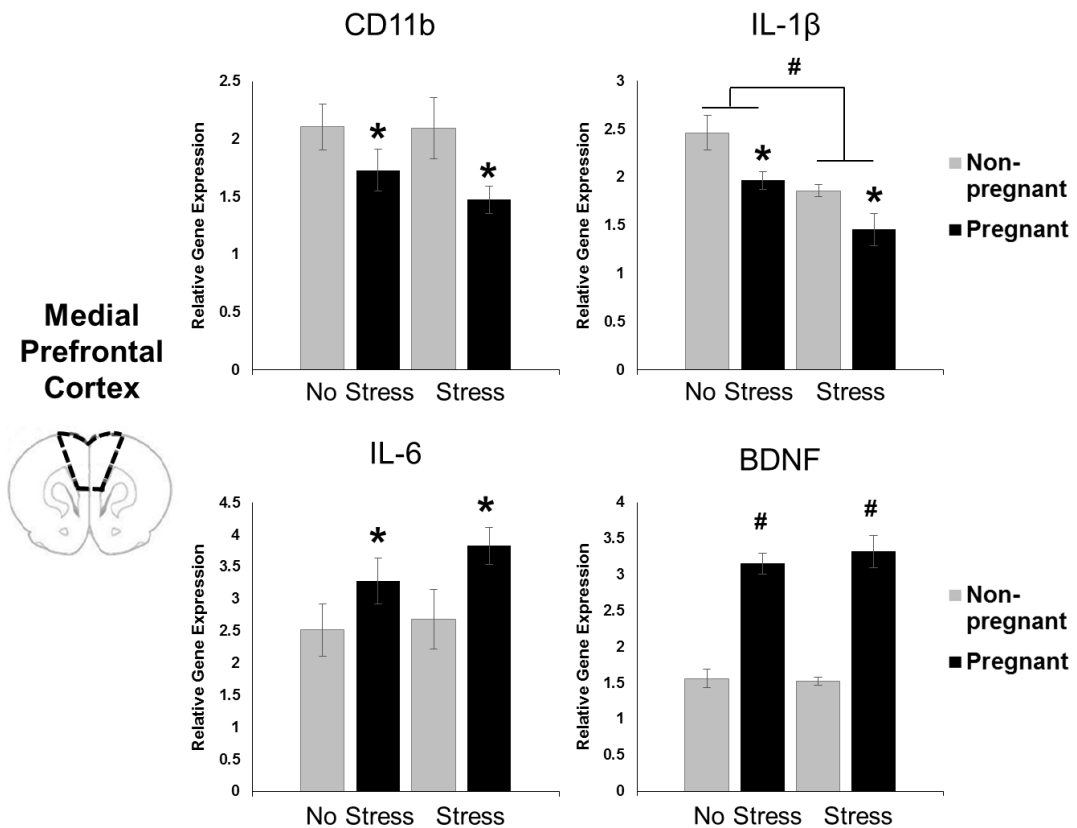 CD11b
Relative Gene Expression
2.5
2
1.5
1
0.5
0
*
*
No Stress
Stress
IL-1β
Relative Gene Expression
3
2.5
2
1.5
1
0.5
0
#
*
*
No Stress
Stress
Non-
pregnant
Pregnant
Medial
Prefrontal
Cortex
IL-6
Relative Gene Expression
4.5
4
3.5
3
2.5
2
1.5
1
0.5
0
*
*
No Stress
Stress
BDNF
Relative Gene Expression
4
3.5
3
2.5
2
1.5
1
0.5
0
#
#
No Stress
Stress
Non-
pregnant
Pregnant